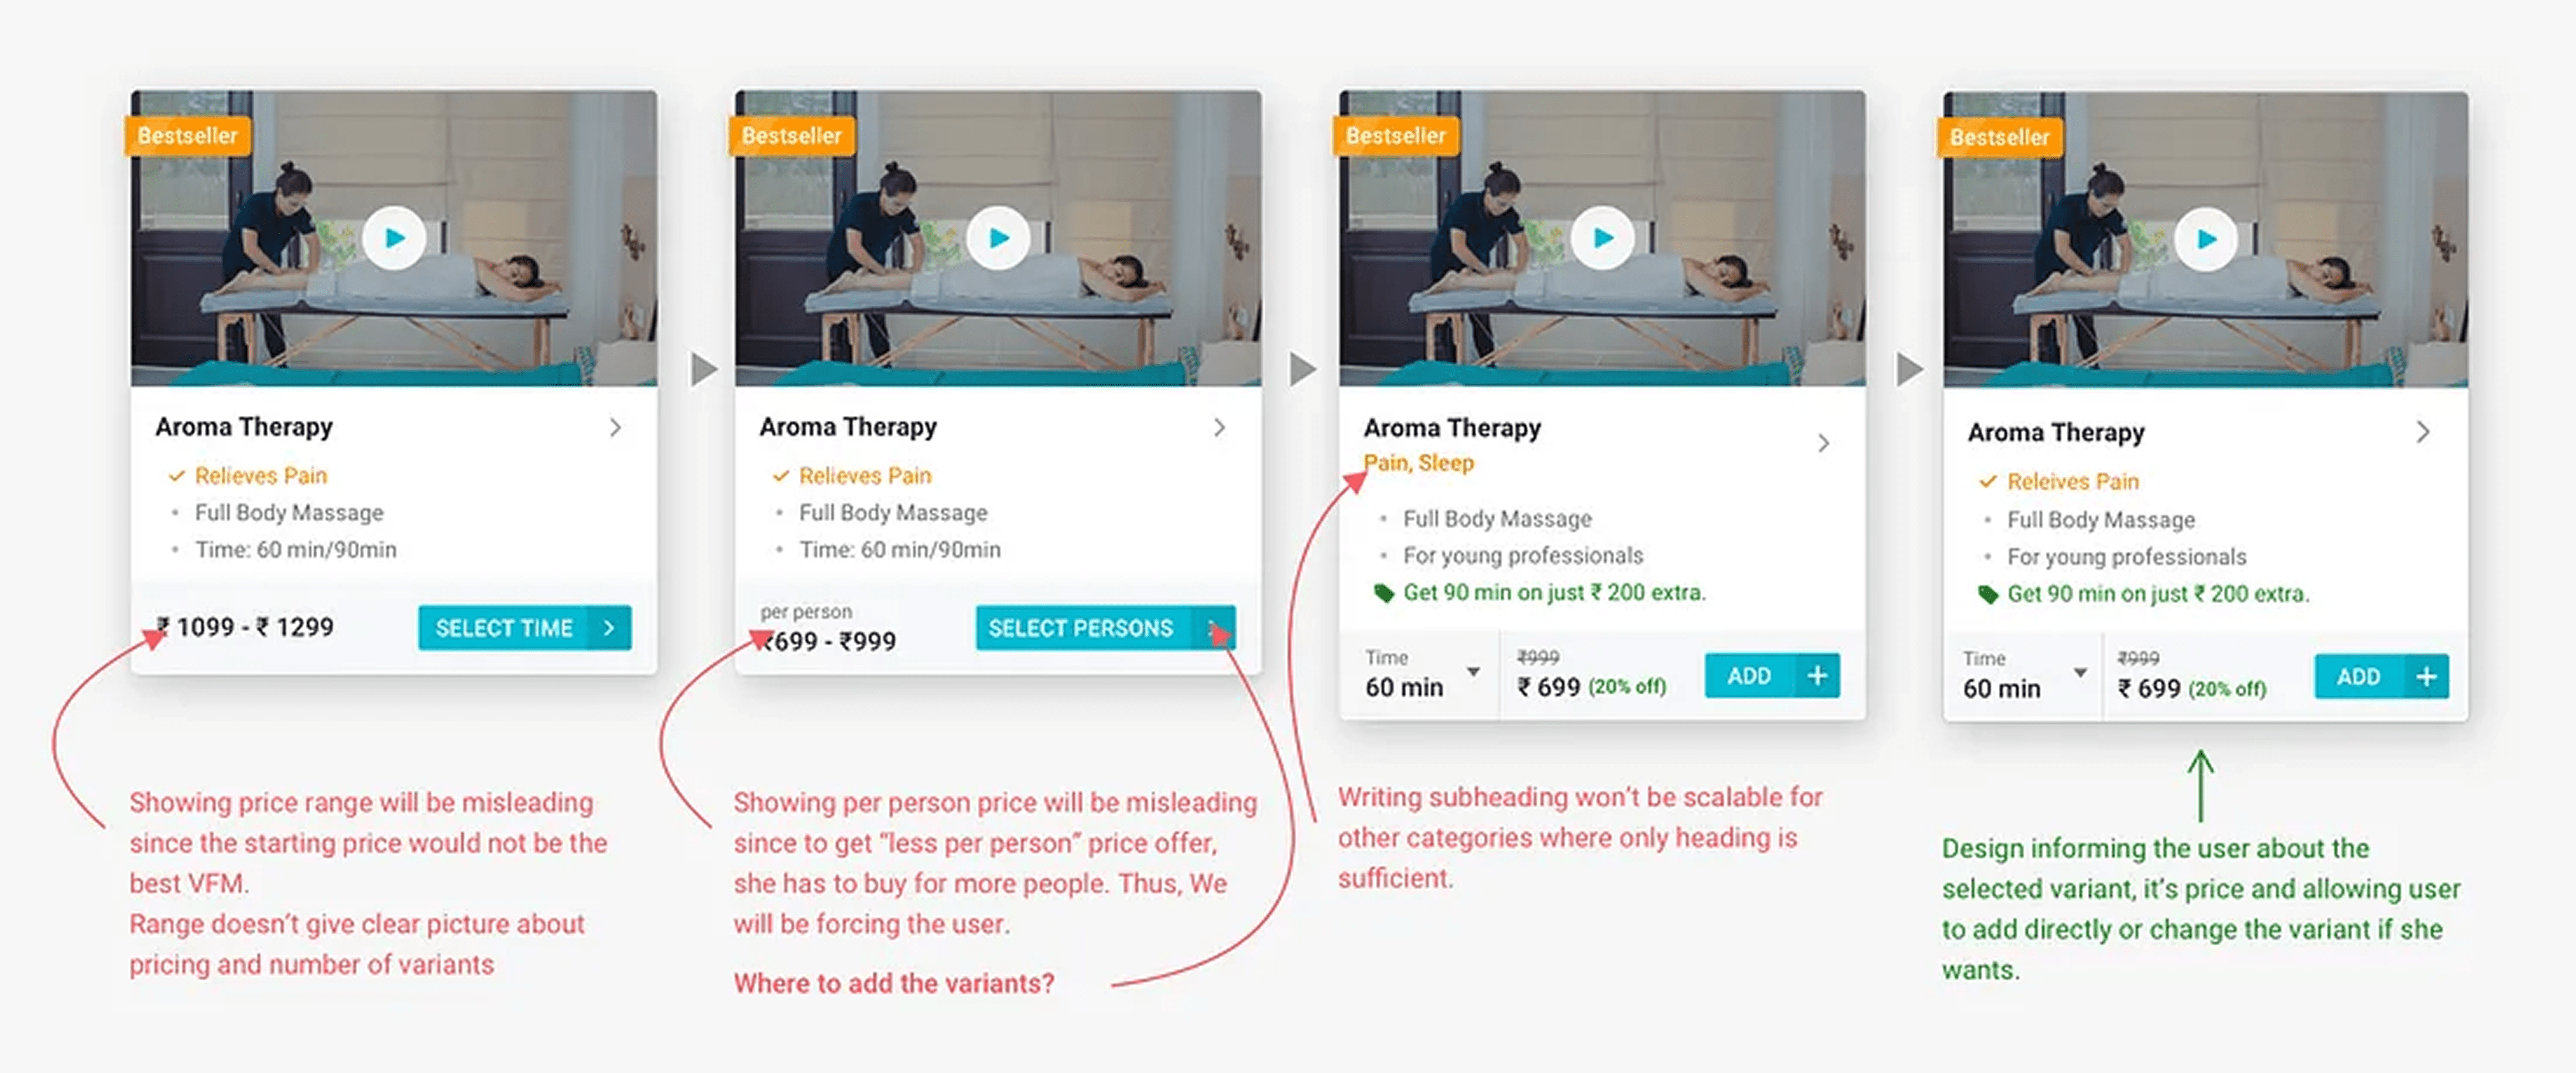 Bestseller
Aroma Therapy
Relieves Pain
Full Body Massage
Time: 60 min/90min
₹ 1099 - ₹ 1299
SELECT TIME
Showing price range will be misleading
since the starting price would not be the
best VFM.
Range doesn't give clear picture about
pricing and number of variants
Bestseller
Aroma Therapy
Relieves Pain
Full Body Massage
Time: 60 min/90min
per person
₹699 - ₹999
SELECT PERSONS
Showing per person price will be misleading
since to get “less per person” price offer,
she has to buy for more people. Thus, We
will be forcing the user.
Where to add the variants?
Bestseller
Aroma Therapy
Pain, Sleep
Full Body Massage
For young professionals
Get 90 min on just ₹ 200 extra.
Time
60 min
₹999
₹ 699 (20% off)
ADD +
Writing subheading won't be scalable for
other categories where only heading is
sufficient.
Bestseller
Aroma Therapy
Releives Pain
Full Body Massage
For young professionals
Get 90 min on just ₹ 200 extra.
Time
60 min
₹999
₹ 699 (20% off)
ADD +
Design informing the user about the
selected variant, it's price and allowing user
to add directly or change the variant if she
wants.